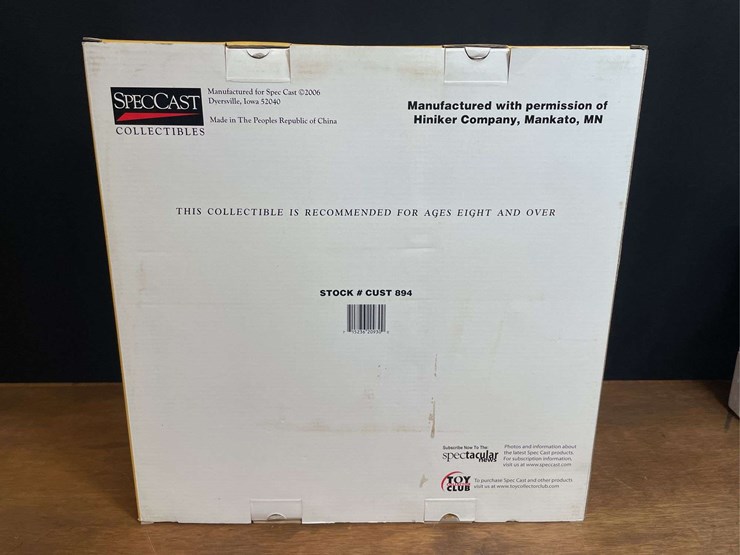 SPECCAST
COLLECTIBLES
Manufactured for Spec Cast ©2006
Dyersville, Iowa 52040
Made in The Peoples Republic of China
Manufactured with permission of
Hiniker Company, Mankato, MN
THIS COLLECTIBLE IS RECOMMENDED FOR AGES EIGHT AND OVER
STOCK # CUST 894
Subscribe Now To The
spectacular
news
Photos and information about
the latest Spec Cast products.
For subscription information
visit us at www.speccast.com
TOY
CLUB
To purchase Spec Cast and other products
visit us at www.toycollectorclub.com